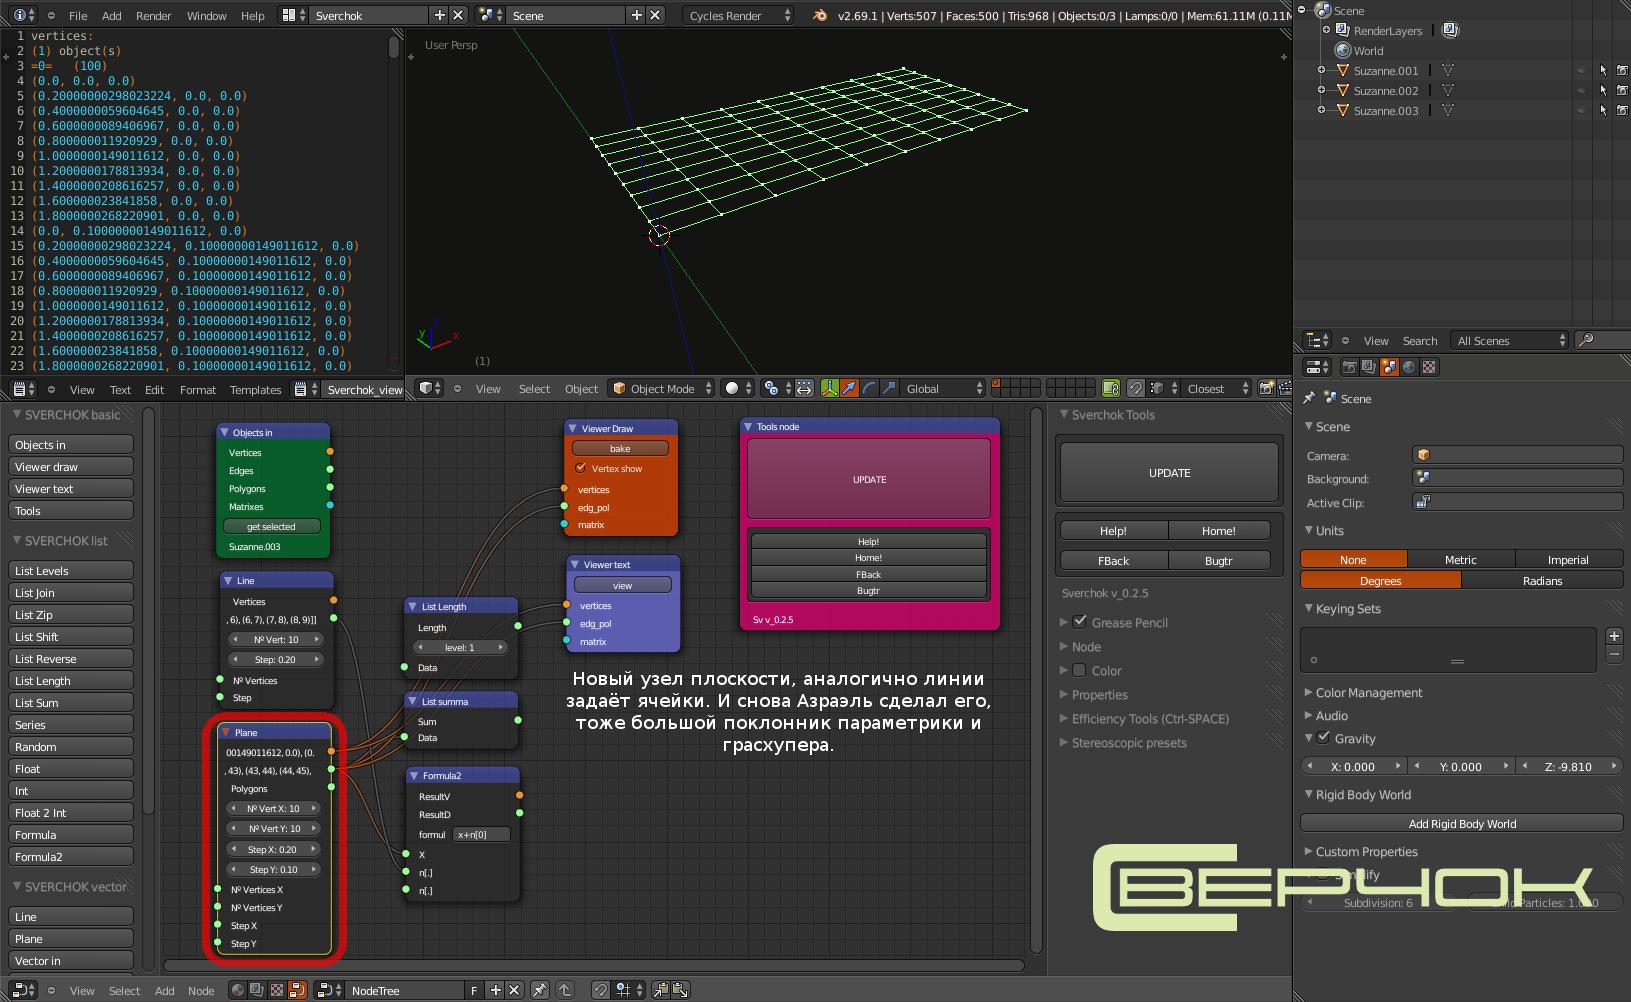 File Add Render Window Help Sverchok Scene Cycles Render v2.69.1 | Verts:507 | Faces:500 | Tris:968 | Objects:0/3 | Lamps:0/0 | Mem:61.11M (0.11M
1 vertices:
2 (1) object(s)
3 =0= (100)
4 (0.0, 0.0, 0.0)
5 (0.20000000298023224, 0.0, 0.0)
6 (0.4000000059604645, 0.0, 0.0)
7 (0.6000000089406967, 0.0, 0.0)
8 (0.800000011920929, 0.0, 0.0)
9 (1.0000000149011612, 0.0, 0.0)
10 (1.2000000178813934, 0.0, 0.0)
11 (1.4000000208616257, 0.0, 0.0)
12 (1.600000023841858, 0.0, 0.0)
13 (1.8000000268220901, 0.0, 0.0)
14 (0.0, 0.10000000149011612, 0.0)
15 (0.20000000298023224, 0.10000000149011612, 0.0)
16 (0.4000000059604645, 0.10000000149011612, 0.0)
17 (0.6000000089406967, 0.10000000149011612, 0.0)
18 (0.800000011920929, 0.10000000149011612, 0.0)
19 (1.0000000149011612, 0.10000000149011612, 0.0)
20 (1.2000000178813934, 0.10000000149011612, 0.0)
21 (1.4000000208616257, 0.10000000149011612, 0.0)
22 (1.600000023841858, 0.10000000149011612, 0.0)
23 (1.8000000268220901, 0.10000000149011612, 0.0)
View Text Edit Format Templates Sverchok_view
User Persp
y
x
(1)
View Select Object Object Mode Global Closest
Scene
RenderLayers
World
Suzanne.001
Suzanne.002
Suzanne.003
View Search All Scenes
SVERCHOK basic
Objects in
Viewer draw
Viewer text
Tools
SVERCHOK list
List Levels
List Join
List Zip
List Shift
List Reverse
List Length
List Sum
Series
Random
Float
Int
Float 2 Int
Formula
Formula2
SVERCHOK vector
Line
Plane
Vector in
Objects in
Vertices
Edges
Polygons
Matrixes
get selected
Suzanne.003
Line
Vertices
, 6), (6, 7), (7, 8), (8, 9)]]
Nº Vert: 10
Step: 0.20
Nº Vertices
Step
Plane
00149011612, 0.0), (0.
, 43), (43, 44), (44, 45),
Polygons
Nº Vert X: 10
Nº Vert Y: 10
Step X: 0.20
Step Y: 0.10
Nº Vertices X
Nº Vertices Y
Step X
Step Y
List Length
Length
level: 1
Data
List summa
Sum
Data
Formula2
ResultV
ResultD
formul x+n[0]
X
n[.]
n[.]
Viewer Draw
bake
Vertex show
vertices
edg_pol
matrix
Viewer text
view
vertices
edg_pol
matrix
Tools node
UPDATE
Help!
Home!
FBack
Bugtr
Sv v_0.2.5
Новый узел плоскости, аналогично линии
задаёт ячейки. И снова Азраэль сделал его,
тоже большой поклонник параметрики и
грасхупера.
View Select Add Node NodeTree F
Sverchok Tools
UPDATE
Help! Home!
FBack Bugtr
Sverchok v_0.2.5
Grease Pencil
Node
Color
Properties
Efficiency Tools (Ctrl-SPACE)
Stereoscopic presets
Scene
Scene
Camera:
Background:
Active Clip:
Units
None Metric Imperial
Degrees Radians
Keying Sets
Color Management
Audio
Gravity
X: 0.000 Y: 0.000 Z: -9.810
Rigid Body World
Add Rigid Body World
Custom Properties
Simplify
Subdivision: 6 Child Particles: 1.000
СВЕРЧОК